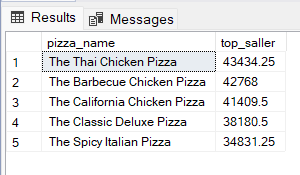 Results Messages
pizza_name top_saller
1 The Thai Chicken Pizza 43434.25
2 The Barbecue Chicken Pizza 42768
3 The California Chicken Pizza 41409.5
4 The Classic Deluxe Pizza 38180.5
5 The Spicy Italian Pizza 34831.25